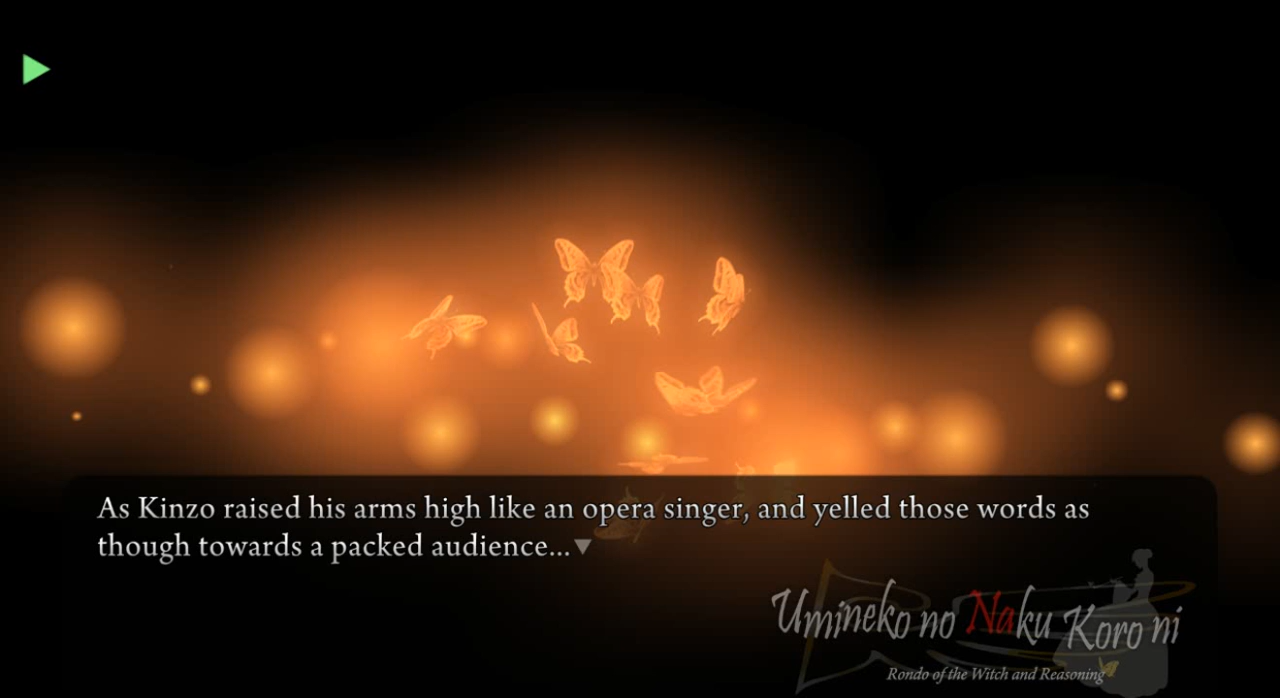 As Kinzo raised his arms high like an opera singer, and yelled those words as
though towards a packed audience...
Umineko no Naku Koro ni
Rondo of the Witch and Reasoning